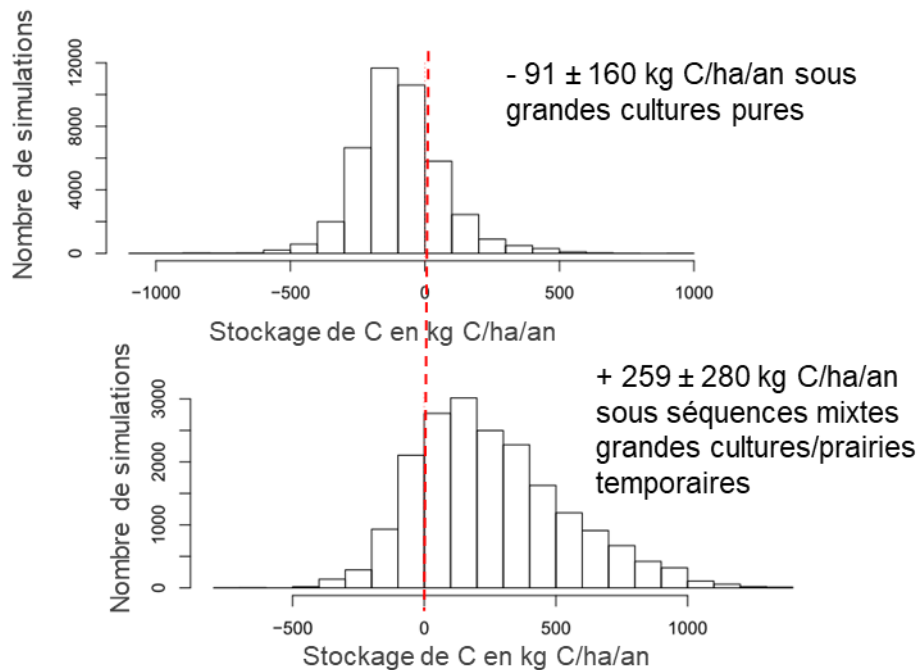 Nombre de simulations
12000
8000
4000
0
- 91 ± 160 kg C/ha/an sous
grandes cultures pures
−1000
−500
0
500
1000
Stockage de C en kg C/ha/an
Nombre de simulations
3000
2000
1000
0
+ 259 ± 280 kg C/ha/an
sous séquences mixtes
grandes cultures/prairies
temporaires
−500
0
500
1000
Stockage de C en kg C/ha/an